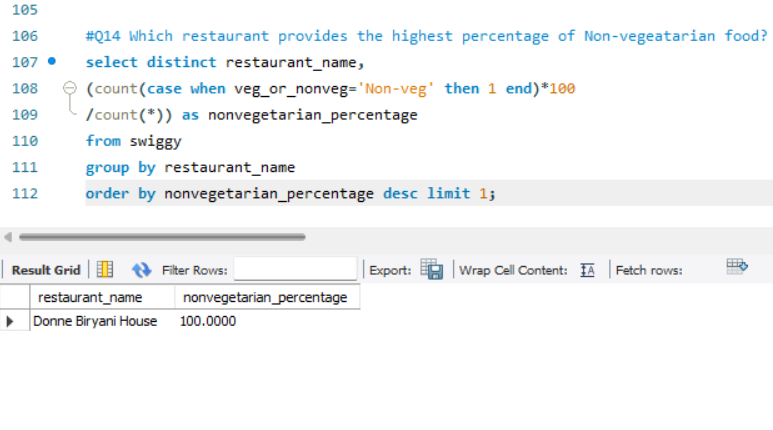 105
106 #Q14 Which restaurant provides the highest percentage of Non-vegeatarian food?
107 select distinct restaurant_name,
108 (count(case when veg_or_nonveg='Non-veg' then 1 end)*100
109 /count(*)) as nonvegetarian_percentage
110 from swiggy
111 group by restaurant_name
112 order by nonvegetarian_percentage desc limit 1;
Result Grid Filter Rows: Export: Wrap Cell Content: IA Fetch rows:
restaurant_name nonvegetarian_percentage
Donne Biryani House 100.0000